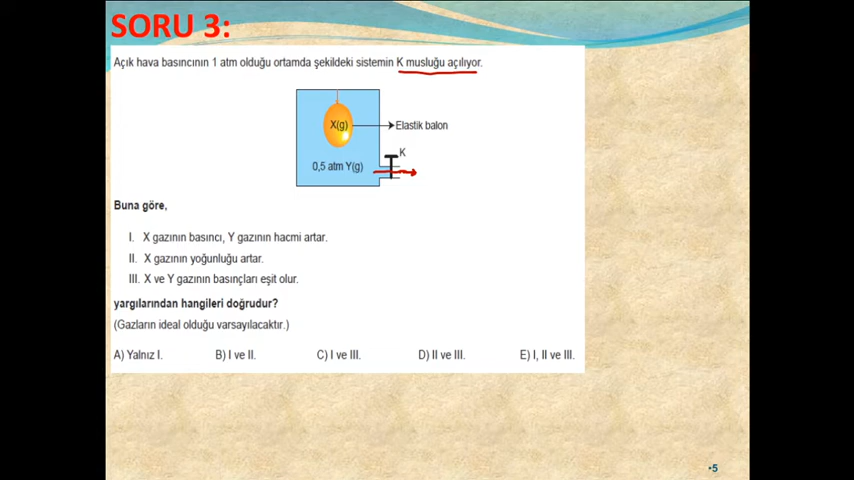 SORU 3:
Açık hava basıncının 1 atm olduğu ortamda şekildeki sistemin K musluğu açılıyor.
X(g)
Elastik balon
K
0,5 atm Y(g)
Buna göre,
I. X gazının basıncı, Y gazının hacmi artar.
II. X gazının yoğunluğu artar.
III. X ve Y gazının basınçları eşit olur.
yargılarından hangileri doğrudur?
(Gazların ideal olduğu varsayılacaktır.)
A) Yalnız I. B) I ve II. C) I ve III. D) II ve III. E) I, II ve III.
•5